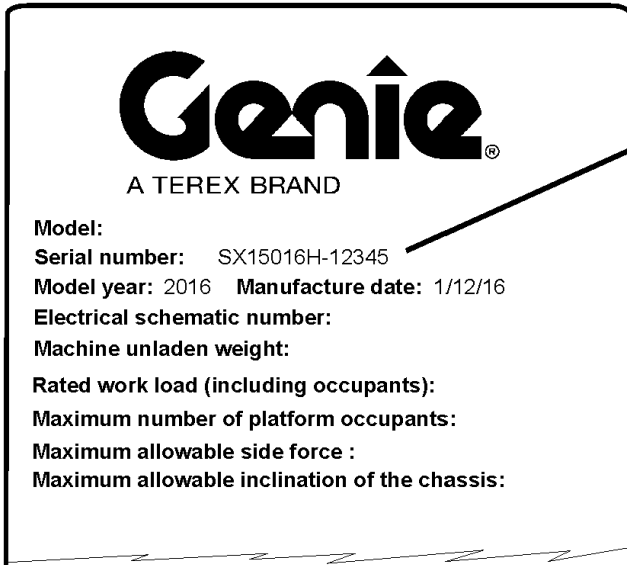 Genie®
A TEREX BRAND
Model:
Serial number: SX15016H-12345
Model year: 2016 Manufacture date: 1/12/16
Electrical schematic number:
Machine unladen weight:
Rated work load (including occupants):
Maximum number of platform occupants:
Maximum allowable side force :
Maximum allowable inclination of the chassis: